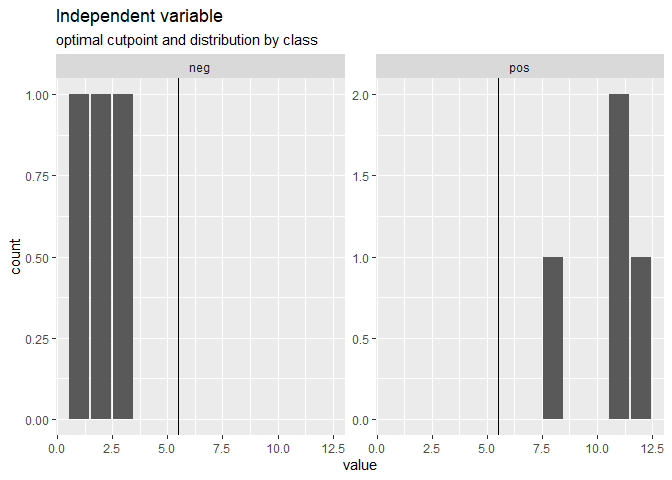 Independent variable
optimal cutpoint and distribution by class
neg
pos
1.00
0.75
0.50
0.25
0.00
2.0
1.5
1.0
0.5
0.0
count
0.0 2.5 5.0 7.5 10.0 12.5
0.0 2.5 5.0 7.5 10.0 12.5
value